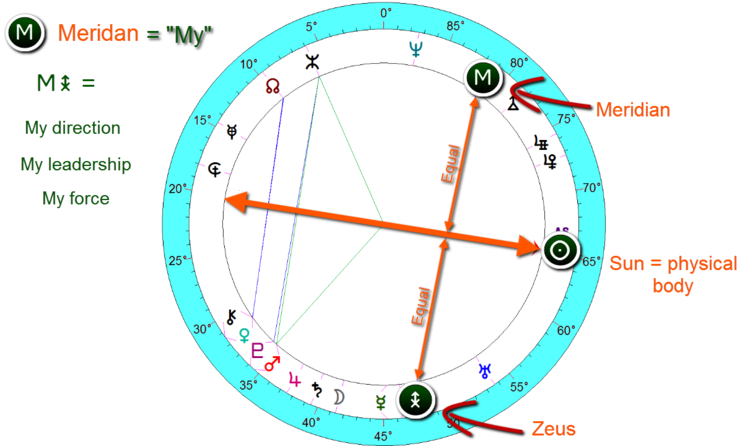 M Meridan = "My"
M =
My direction
My leadership
My force
0°
5°
10°
15°
20°
25°
30°
35°
40°
45°
55°
60°
65°
70°
75°
80°
85°
M
Meridian
Equal
Equal
Sun = physical
body
Zeus